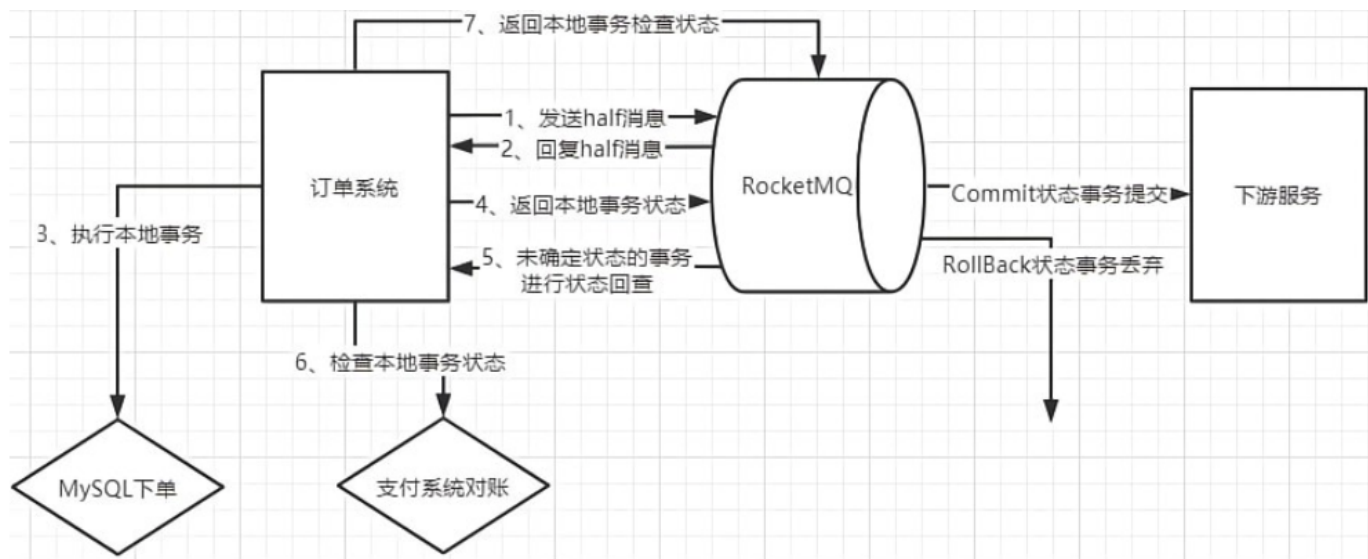 7、返回本地事务检查状态
1、发送half消息
2、回复half消息
订单系统
RocketMQ
Commit状态事务提交
下游服务
4、返回本地事务状态
3、执行本地事务
5、未确定状态的事务
进行状态回查
RollBack状态事务丢弃
6、检查本地事务状态
MySQL下单
支付系统对账